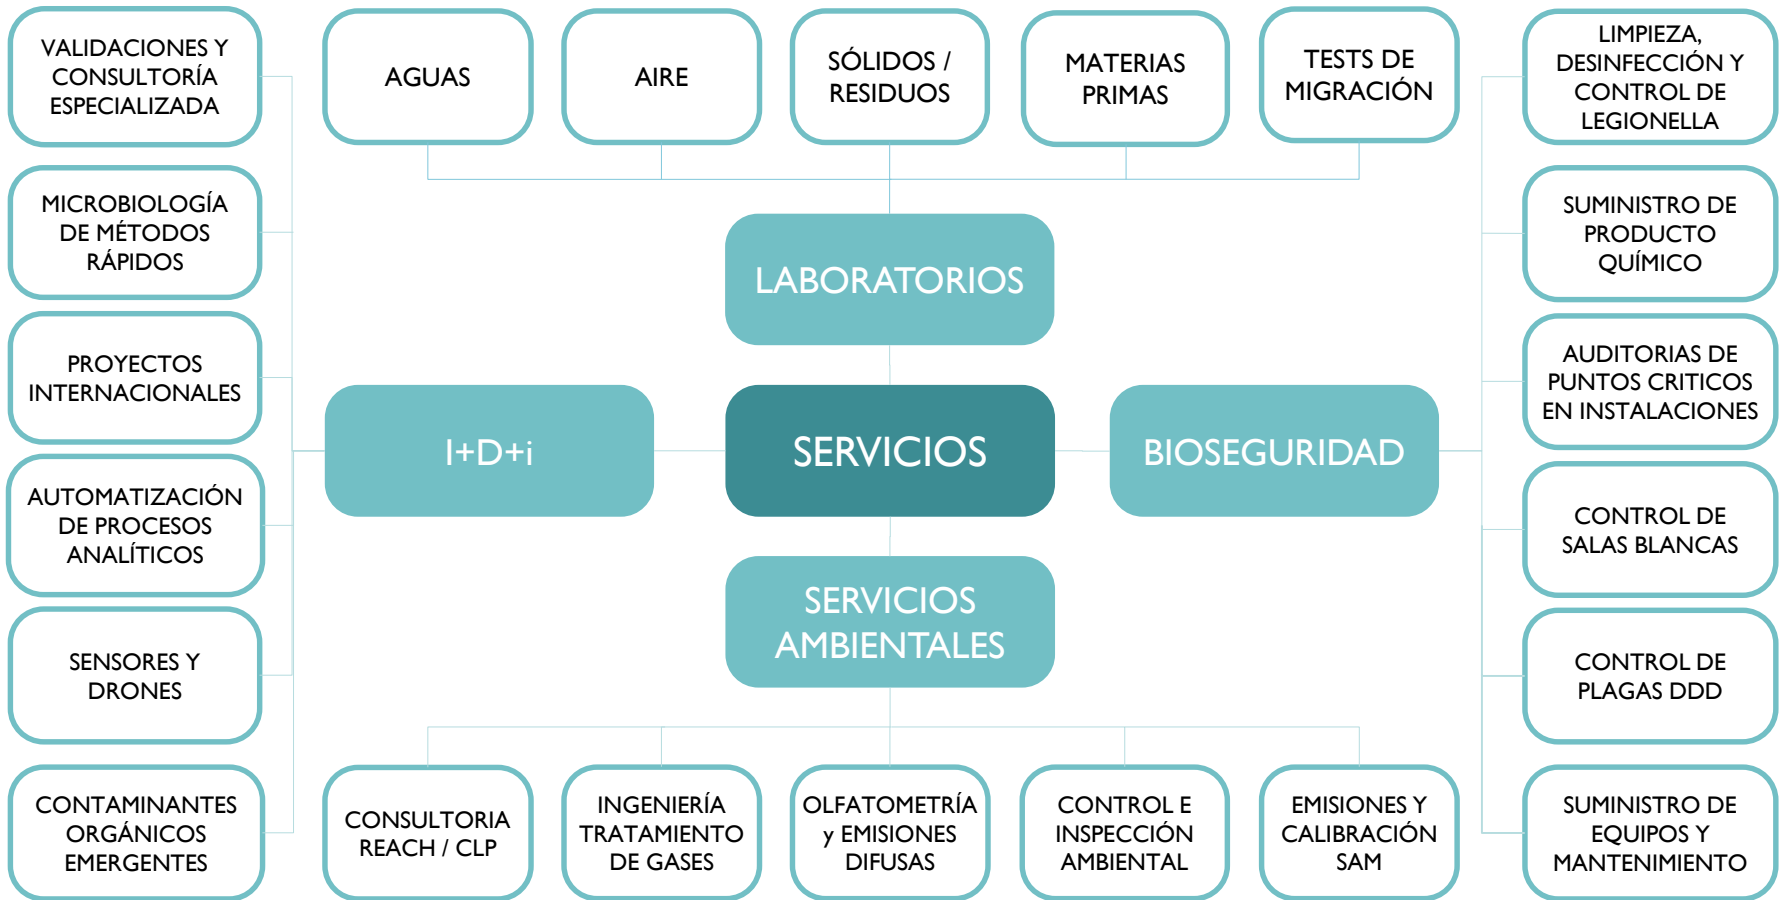 VALIDACIONES Y
CONSULTORÍA
ESPECIALIZADA
AGUAS
AIRE
SÓLIDOS /
RESIDUOS
MATERIAS
PRIMAS
TESTS DE
MIGRACIÓN
LIMPIEZA,
DESINFECCIÓN Y
CONTROL DE
LEGIONELLA
MICROBIOLOGÍA
DE MÉTODOS
RÁPIDOS
LABORATORIOS
SUMINISTRO DE
PRODUCTO
QUÍMICO
PROYECTOS
INTERNACIONALES
AUDITORIAS DE
PUNTOS CRITICOS
EN INSTALACIONES
I+D+i
SERVICIOS
BIOSEGURIDAD
AUTOMATIZACIÓN
DE PROCESOS
ANALÍTICOS
CONTROL DE
SALAS BLANCAS
SERVICIOS
AMBIENTALES
SENSORES Y
DRONES
CONTROL DE
PLAGAS DDD
CONTAMINANTES
ORGÁNICOS
EMERGENTES
CONSULTORIA
REACH / CLP
INGENIERÍA
TRATAMIENTO
DE GASES
OLFATOMETRÍA
y EMISIONES
DIFUSAS
CONTROL E
INSPECCIÓN
AMBIENTAL
EMISIONES Y
CALIBRACIÓN
SAM
SUMINISTRO DE
EQUIPOS Y
MANTENIMIENTO